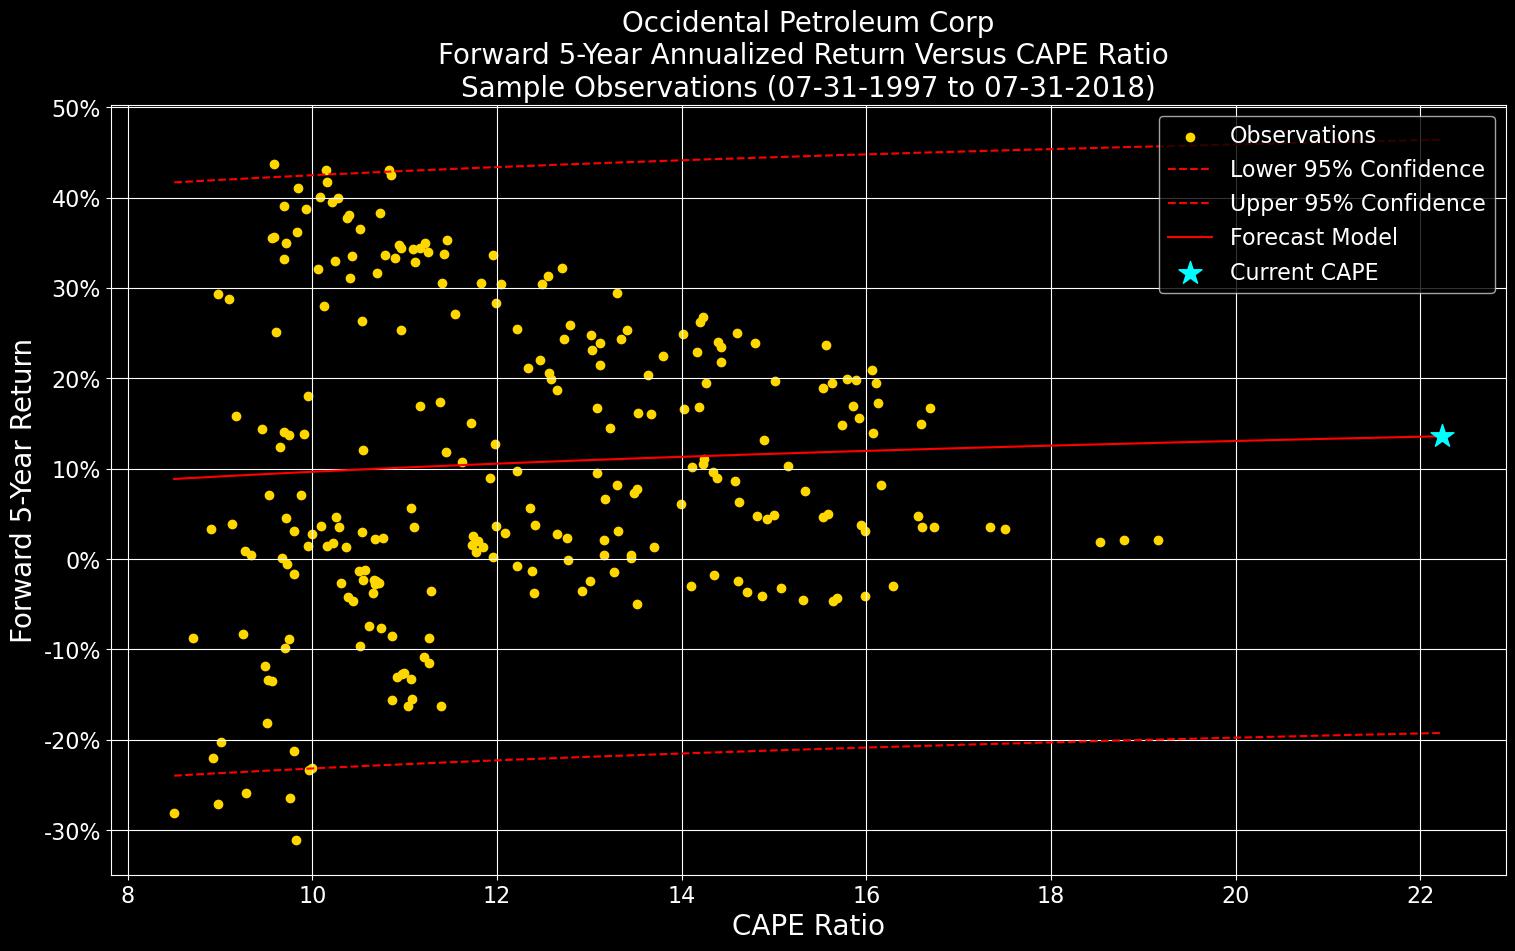 Occidental Petroleum Corp
Forward 5-Year Annualized Return Versus CAPE Ratio
Sample Observations (07-31-1997 to 07-31-2018)
50%
40%
30%
20%
10%
0%
-10%
-20%
-30%
Forward 5-Year Return
Observations
Lower 95% Confidence
Upper 95% Confidence
Forecast Model
Current CAPE
8 10 12 14 16 18 20 22
CAPE Ratio